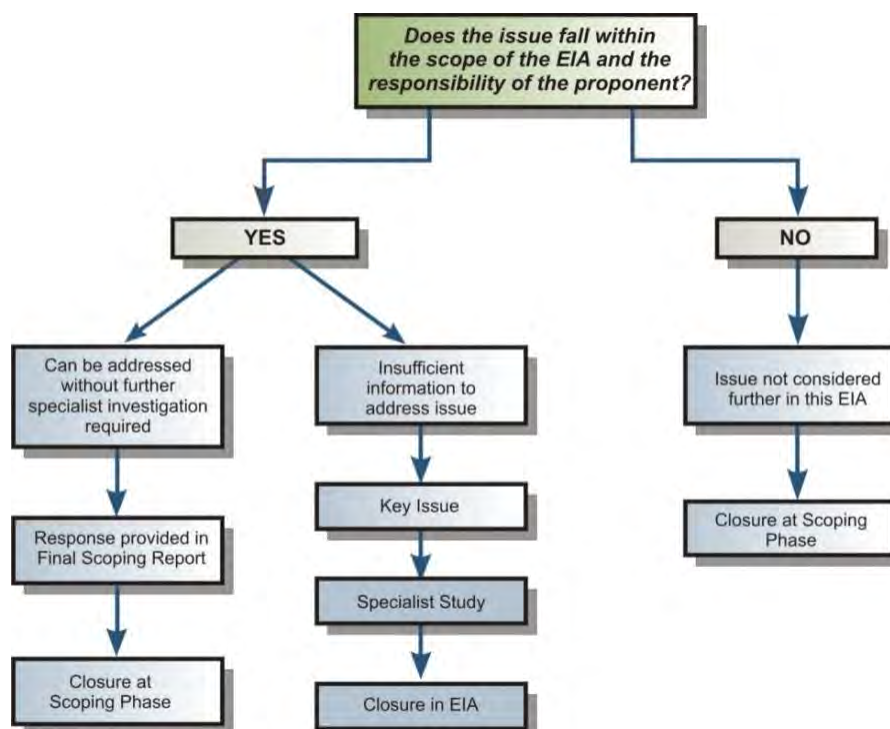 Does the issue fall within
the scope of the EIA and the
responsibility of the proponent?
YES
NO
Can be addressed
without further
specialist investigation
required
Insufficient
information to
address issue
Issue not considered
further in this EIA
Response provided in
Final Scoping Report
Key Issue
Closure at Scoping
Phase
Specialist Study
Closure at
Scoping Phase
Closure in EIA